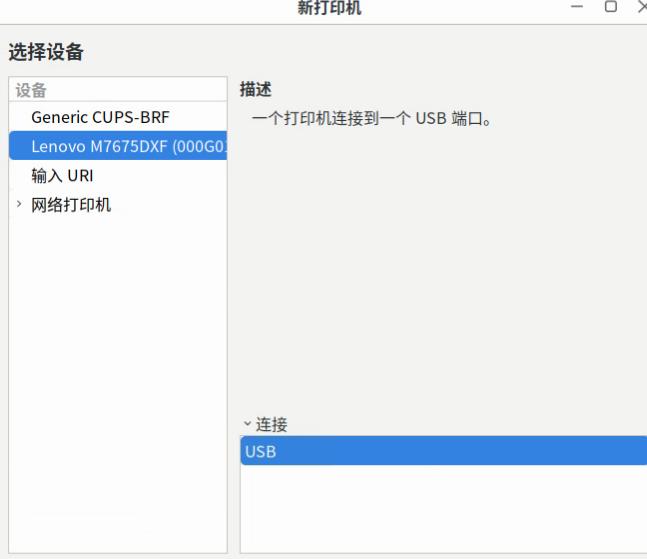 新打印机
选择设备
设备
Generic CUPS-BRF
Lenovo M7675DXF (000G0
输入 URI
网络打印机
描述
一个打印机连接到一个 USB 端口。
连接
USB